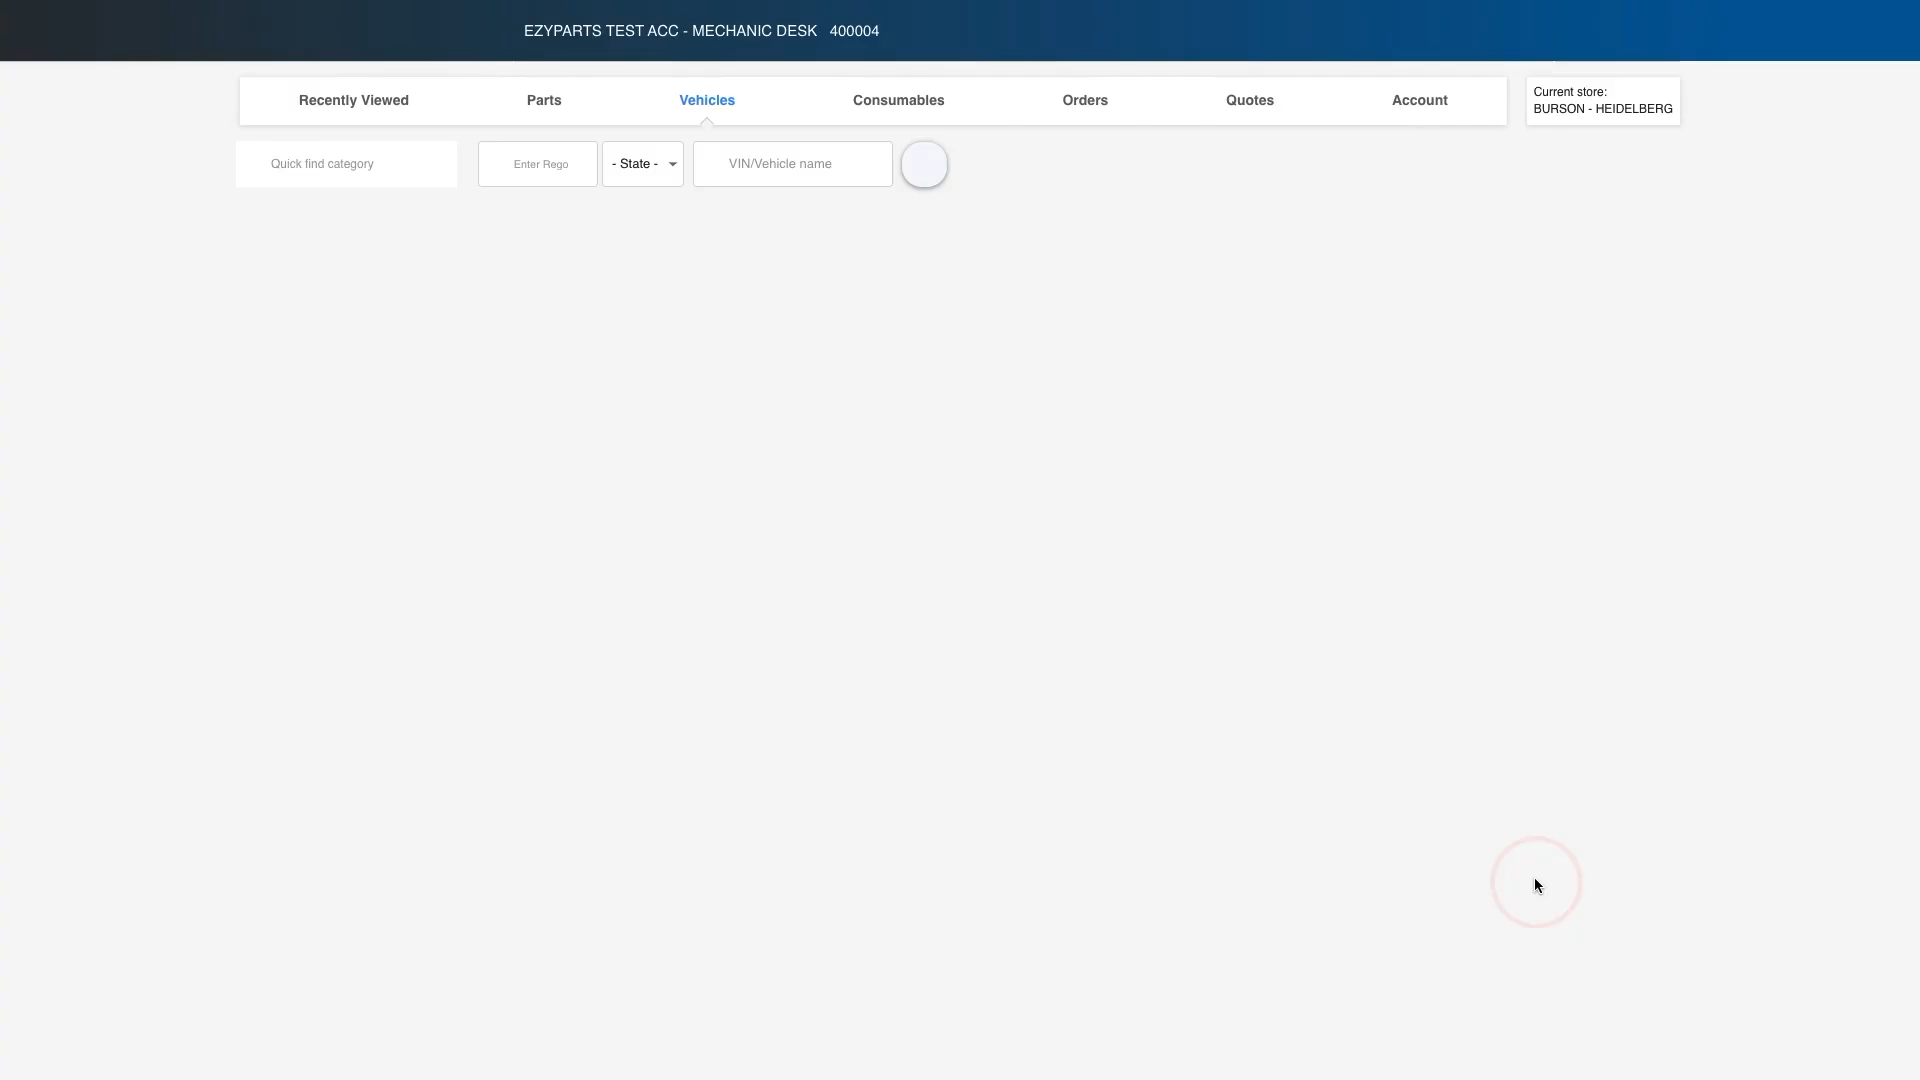 EZYPARTS TEST ACC - MECHANIC DESK 400004
Recently Viewed
Parts
Vehicles
Consumables
Orders
Quotes
Account
Current store:
BURSON - HEIDELBERG
Quick find category
Enter Rego
- State -
VIN/Vehicle name